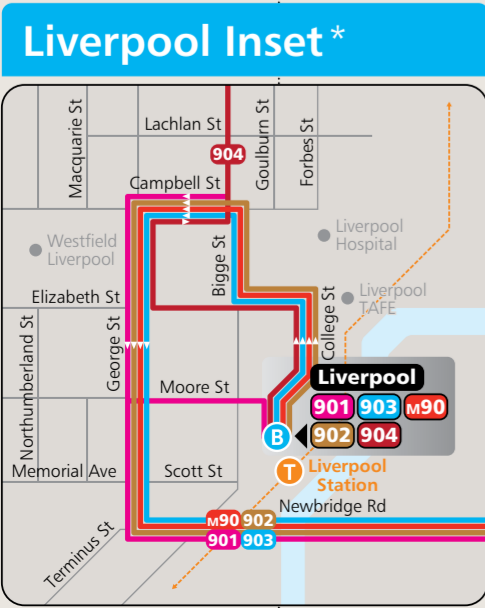 Liverpool Inset*
Macquarie St
Lachlan St
Goulburn St
Forbes St
904
Campbell St
Westfield
Liverpool
Bigge St
Liverpool
Hospital
Elizabeth St
College St
Liverpool
TAFE
Northumberland St
George St
Moore St
Liverpool
901 903 M90
B
902 904
T
Liverpool
Station
Memorial Ave
Scott St
Newbridge Rd
M90 902
901 903
Terminus St